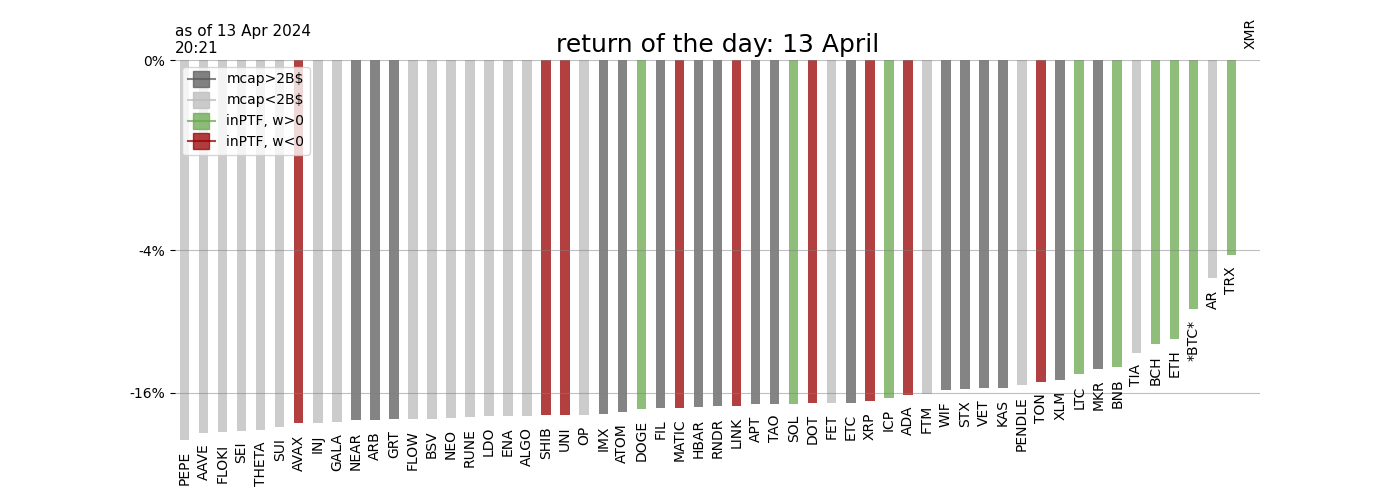 as of 13 Apr 2024
20:21
return of the day: 13 April
XMR
0%
mcap>2B$
mcap<2B$
inPTF, w>0
inPTF, w<0
-4%
-16%
PEPE
AAVE
FLOKI
SEI
THETA
SUI
AVAX
INJ
GALA
NEAR
ARB
GRT
FLOW
BSV
NEO
RUNE
LDO
ENA
ALGO
SHIB
UNI
OP
IMX
ATOM
DOGE
FIL
MATIC
HBAR
RNDR
LINK
APT
TAO
SOL
DOT
FET
ETC
XRP
ICP
ADA
FTM
WIF
STX
VET
KAS
PENDLE
TON
XLM
LTC
MKR
BNB
TIA
BCH
ETH
*BTC*
AR
TRX